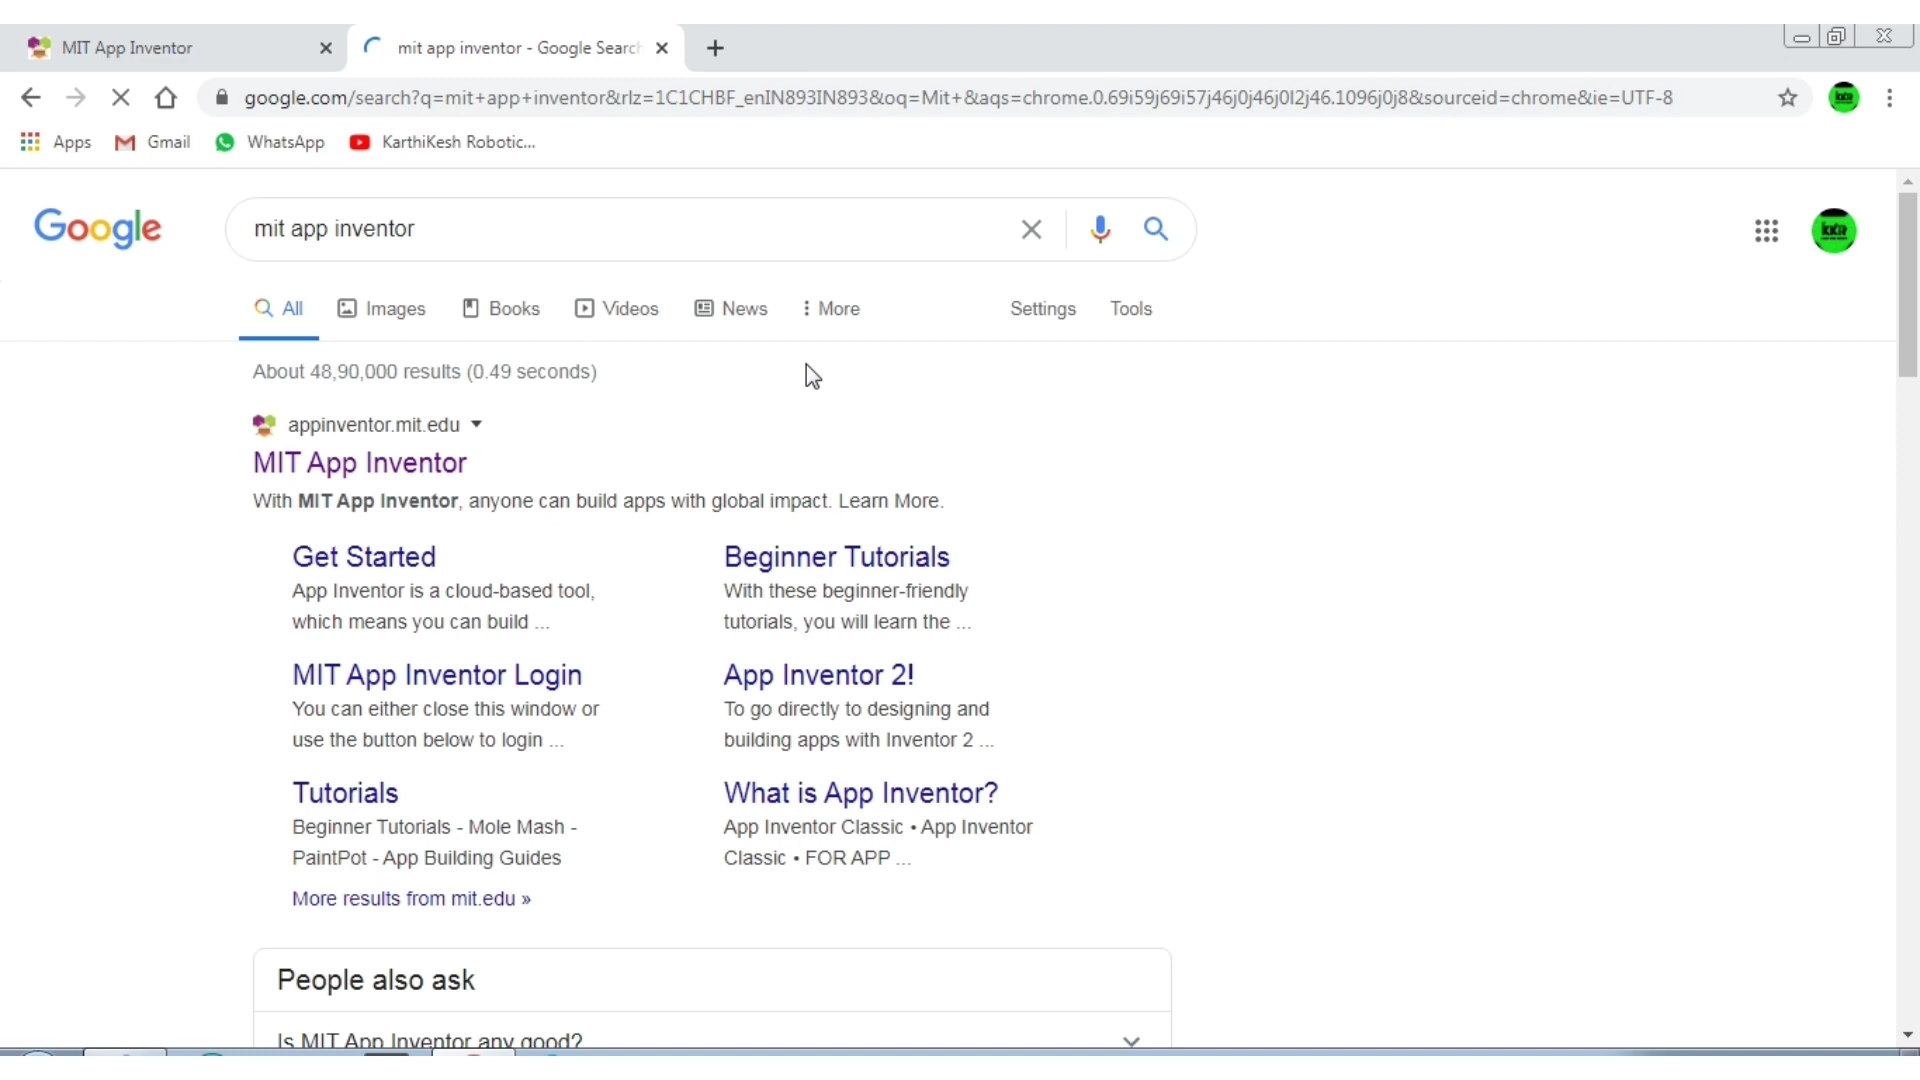 MIT App Inventor
mit app inventor - Google Search
google.com/search?q=mit+app+inventor&rlz=1C1CHBF_enIN893IN893&oq=Mit+&aqs=chrome.0.69i59j69i57j46j0j46j0l2j46.1096j0j8&sourceid=chrome&ie=UTF-8
Apps Gmail WhatsApp KarthiKesh Robotic...
Google
mit app inventor
KKR
All Images Books Videos News More Settings Tools
About 48,90,000 results (0.49 seconds)
appinventor.mit.edu
MIT App Inventor
With MIT App Inventor, anyone can build apps with global impact. Learn More.
Get Started
App Inventor is a cloud-based tool,
which means you can build ...
Beginner Tutorials
With these beginner-friendly
tutorials, you will learn the ...
MIT App Inventor Login
You can either close this window or
use the button below to login ...
App Inventor 2!
To go directly to designing and
building apps with Inventor 2 ...
Tutorials
Beginner Tutorials - Mole Mash -
PaintPot - App Building Guides
What is App Inventor?
App Inventor Classic • App Inventor
Classic • FOR APP ...
More results from mit.edu »
People also ask
Is MIT App Inventor any good?